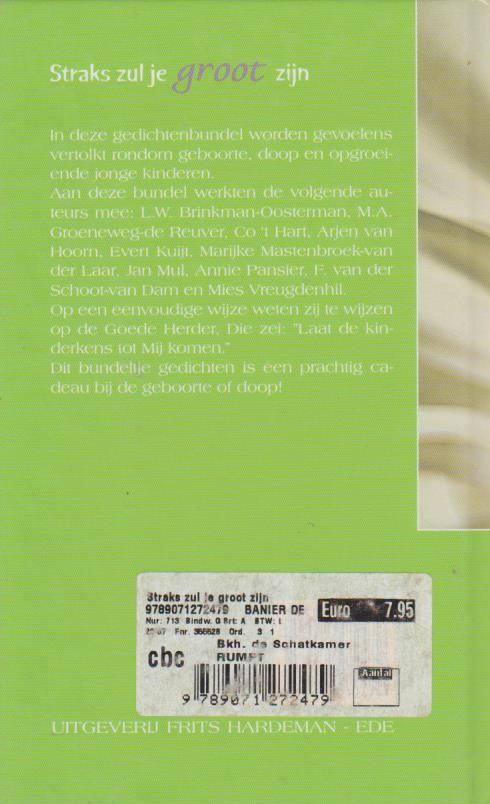 Straks zul je groot zijn
In deze gedichtenbundel worden gevoelens
vertolkt rondom geboorte, doop en opgroei-
ende jonge kinderen.
Aan deze bundel werkten de volgende au-
teurs mee: L.W. Brinkman-Oosterman, M.A.
Groeneweg-de Reuver, Co 't Hart, Arjen van
Hoorn, Evert Kuijt, Marijke Mastenbroek-van
der Laar, Jan Mul, Annie Pansier, F. van der
Schoot-van Dam en Mies Vreugdenhil.
Op een eenvoudige wijze weten zij te wijzen
op de Goede Herder, Die zei: "Laat de kin-
derkens tot Mij komen."
Dit bundeltje gedichten is een prachtig ca-
deau bij de geboorte of doop!
Straks zul je groot zijn
9789071272479 BANIER DE Euro 7.95
Nur: 713 Bindw. G Srt: A BTW: L
Fnr. 366628 Ord. 3 1
Bkh. de Schatkamer
cbc RUMPT Aantal
9 789071 272479
UITGEVERIJ FRITS HARDEMAN - EDE